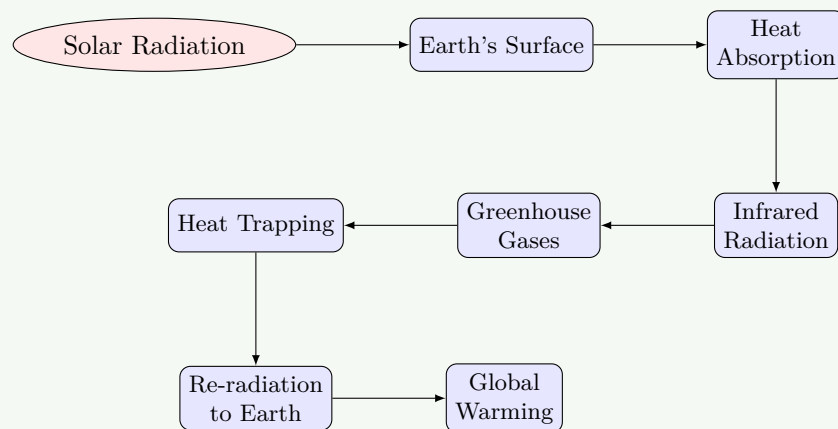 Solar Radiation
Earth's Surface
Heat
Absorption
Infrared
Radiation
Greenhouse
Gases
Heat Trapping
Re-radiation
to Earth
Global
Warming